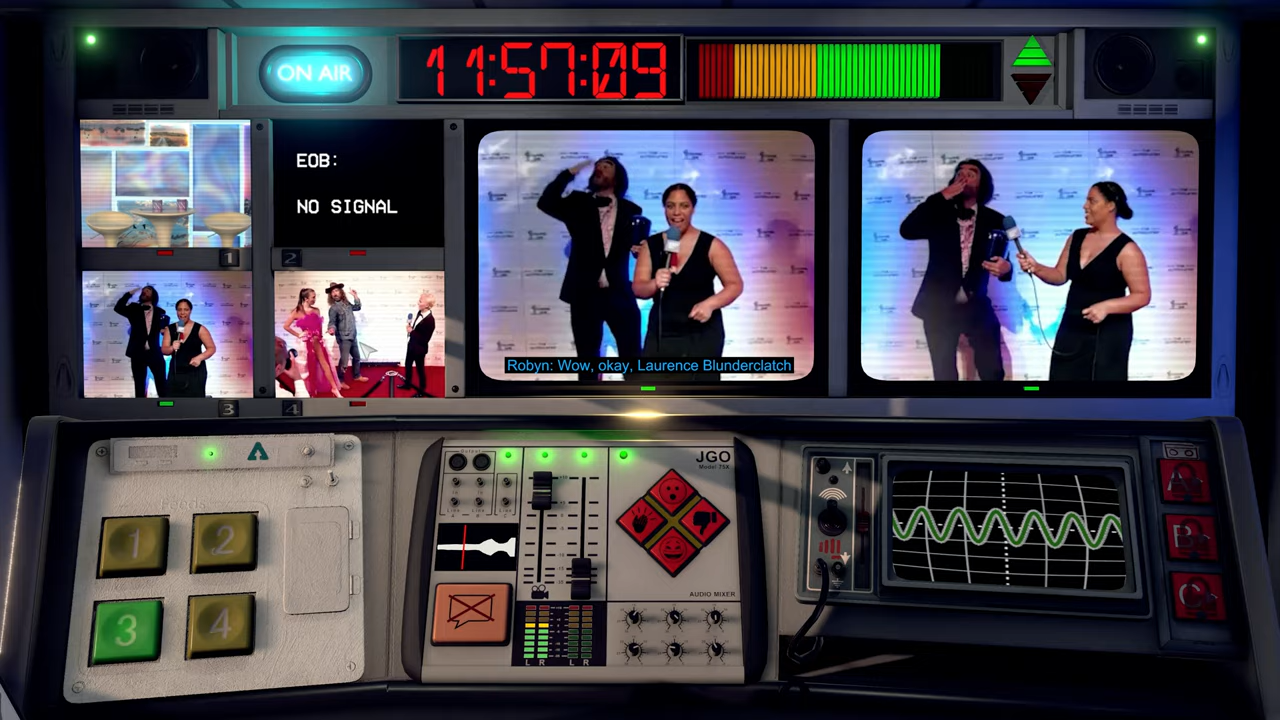 ON AIR
11:57:09
EOB:
NO SIGNAL
1
2
3
4
Robyn: Wow, okay, Laurence Blunderclatch
JGO
Model 75X
Output
1
2
3
4
AUDIO MIXER
L R L R
A
B
C